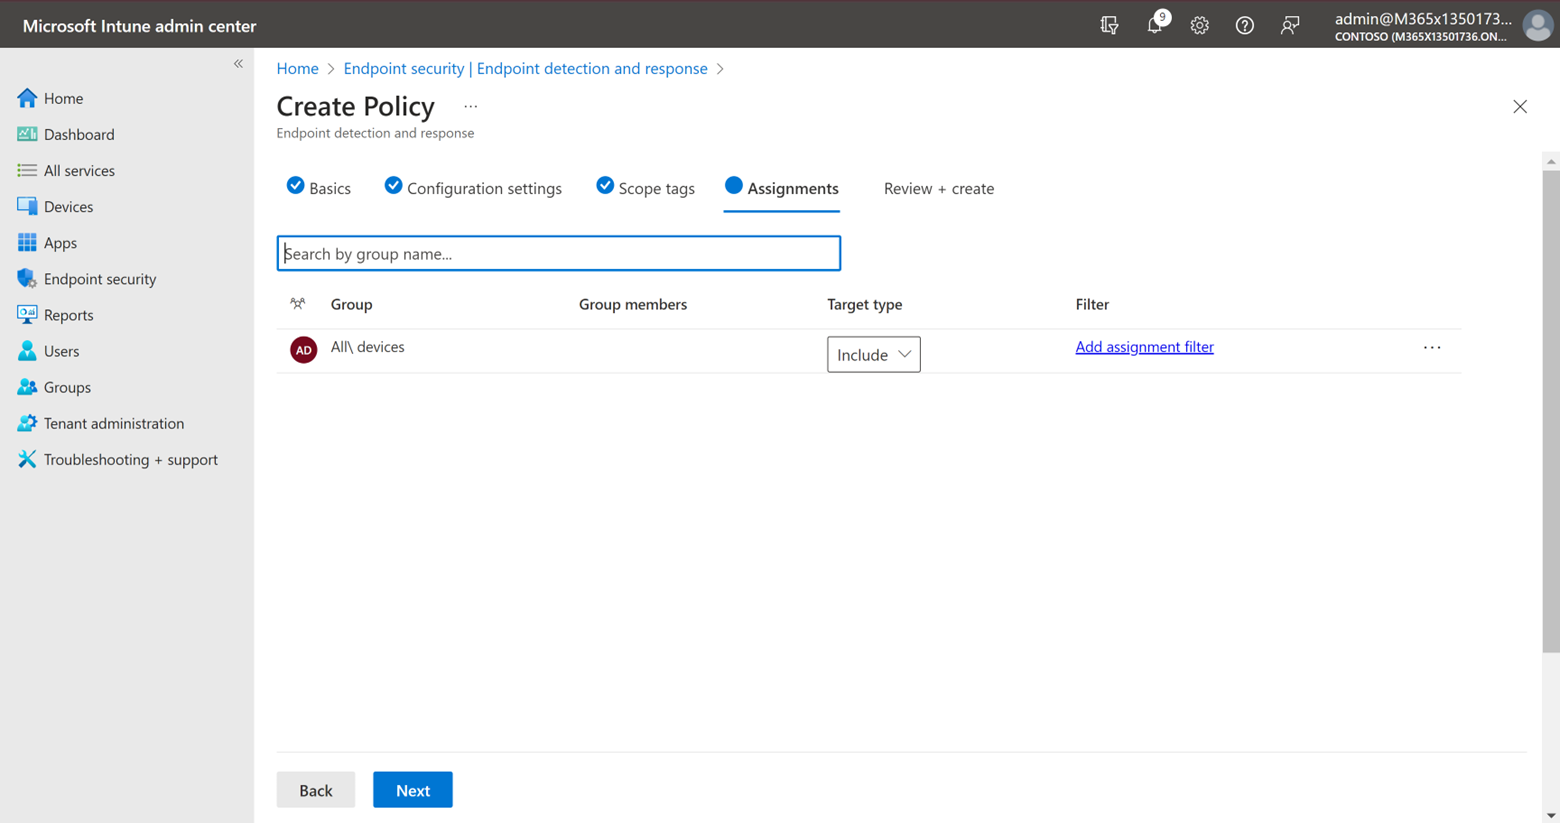 Microsoft Intune admin center
9
admin@M365x1350173...
CONTOSO (M365X13501736.ON...
«
Home
Dashboard
All services
Devices
Apps
Endpoint security
Reports
Users
Groups
Tenant administration
Troubleshooting + support
Home > Endpoint security | Endpoint detection and response >
Create Policy ...
Endpoint detection and response
Basics Configuration settings Scope tags Assignments Review + create
Search by group name...
Group Group members Target type Filter
AD All\ devices Include Add assignment filter ...
Back Next